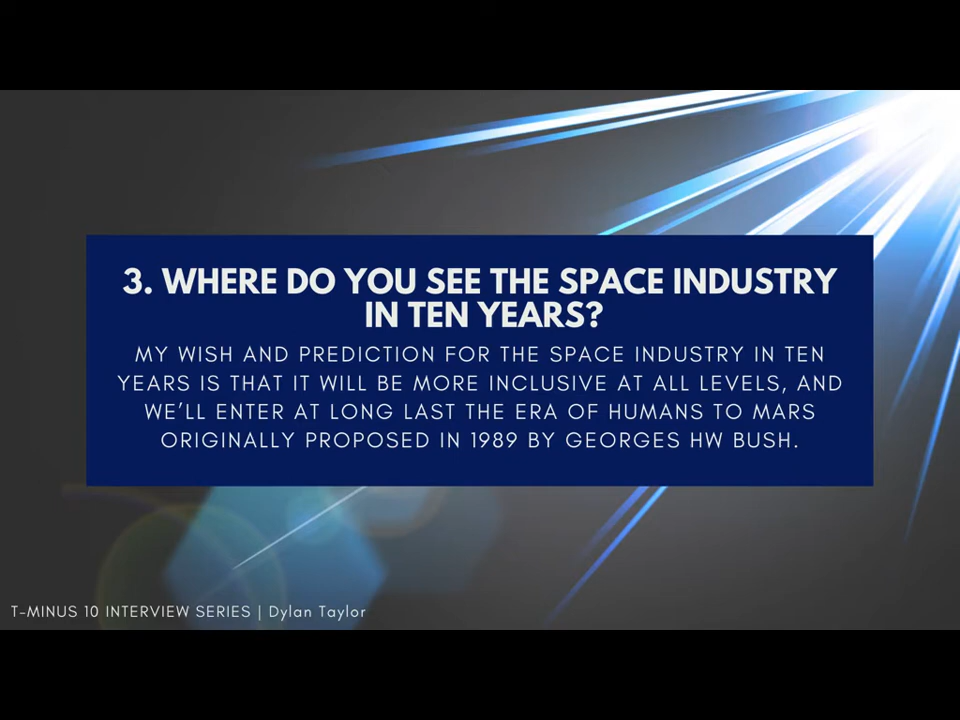 3. WHERE DO YOU SEE THE SPACE INDUSTRY
IN TEN YEARS?
MY WISH AND PREDICTION FOR THE SPACE INDUSTRY IN TEN
YEARS IS THAT IT WILL BE MORE INCLUSIVE AT ALL LEVELS, AND
WE'LL ENTER AT LONG LAST THE ERA OF HUMANS TO MARS
ORIGINALLY PROPOSED IN 1989 BY GEORGES HW BUSH.
T-MINUS 10 INTERVIEW SERIES | Dylan Taylor